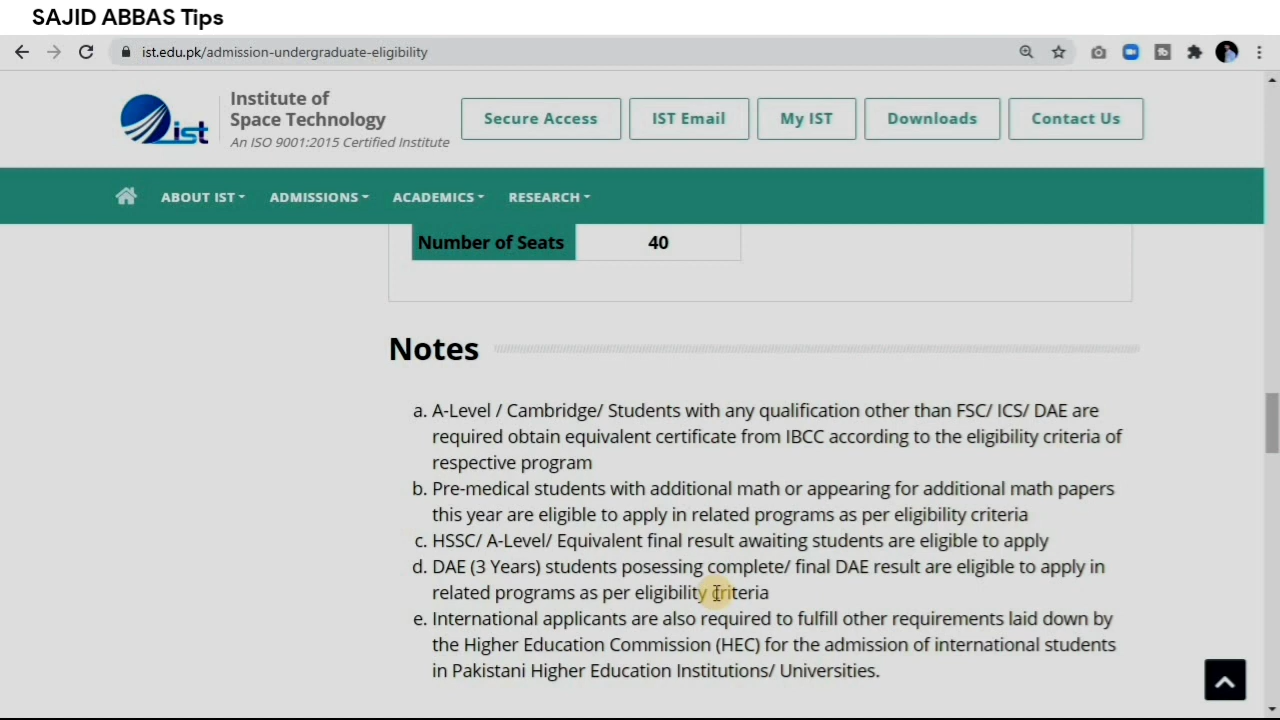 SAJID ABBAS Tips
ist.edu.pk/admission-undergraduate-eligibility
ist
Institute of
Space Technology
An ISO 9001:2015 Certified Institute
Secure Access
IST Email
My IST
Downloads
Contact Us
ABOUT IST
ADMISSIONS
ACADEMICS
RESEARCH
Number of Seats 40
Notes
a. A-Level / Cambridge/ Students with any qualification other than FSC/ ICS/ DAE are
required obtain equivalent certificate from IBCC according to the eligibility criteria of
respective program
b. Pre-medical students with additional math or appearing for additional math papers
this year are eligible to apply in related programs as per eligibility criteria
c. HSSC/ A-Level/ Equivalent final result awaiting students are eligible to apply
d. DAE (3 Years) students posessing complete/ final DAE result are eligible to apply in
related programs as per eligibility criteria
e. International applicants are also required to fulfill other requirements laid down by
the Higher Education Commission (HEC) for the admission of international students
in Pakistani Higher Education Institutions/ Universities.